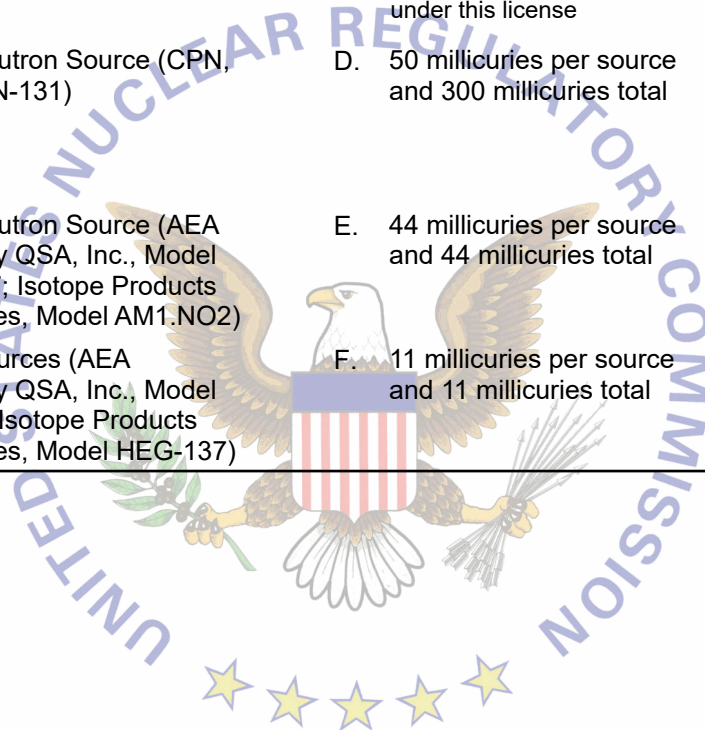 under this license
utron Source (CPN,
N-131)
D. 50 millicuries per source
and 300 millicuries total
utron Source (AEA
y QSA, Inc., Model
; Isotope Products
es, Model AM1.NO2)
E. 44 millicuries per source
and 44 millicuries total
urces (AEA
y QSA, Inc., Model
Isotope Products
es, Model HEG-137)
F. 11 millicuries per source
and 11 millicuries total
UNITED STATES NUCLEAR REGULATORY COMMISSION